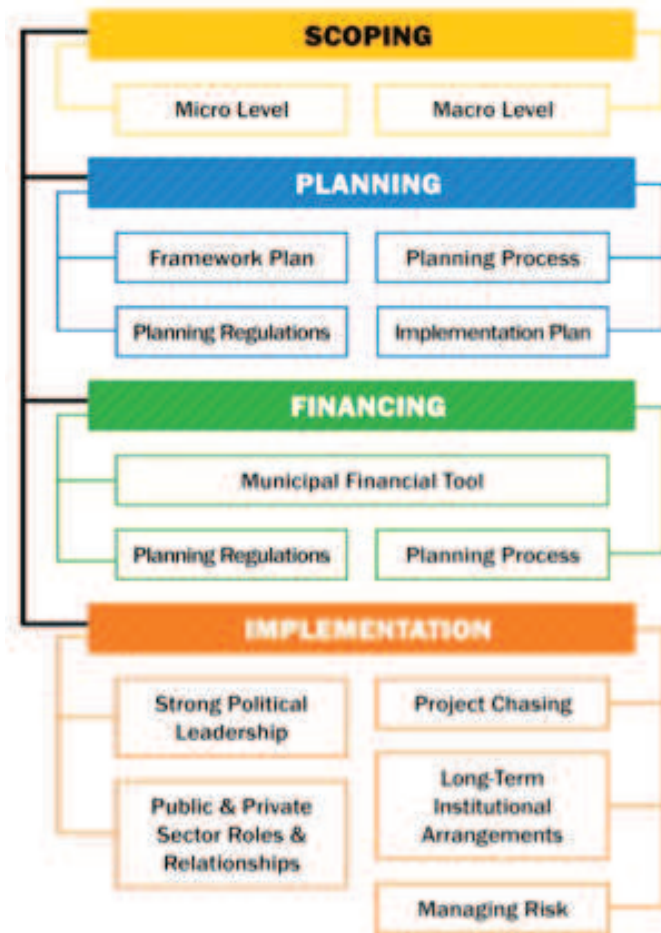 SCOPING
Micro Level
Macro Level
PLANNING
Framework Plan
Planning Process
Planning Regulations
Implementation Plan
FINANCING
Municipal Financial Tool
Planning Regulations
Planning Process
IMPLEMENTATION
Strong Political
Leadership
Public & Private
Sector Roles &
Relationships
Project Chasing
Long-Term
Institutional
Arrangements
Managing Risk